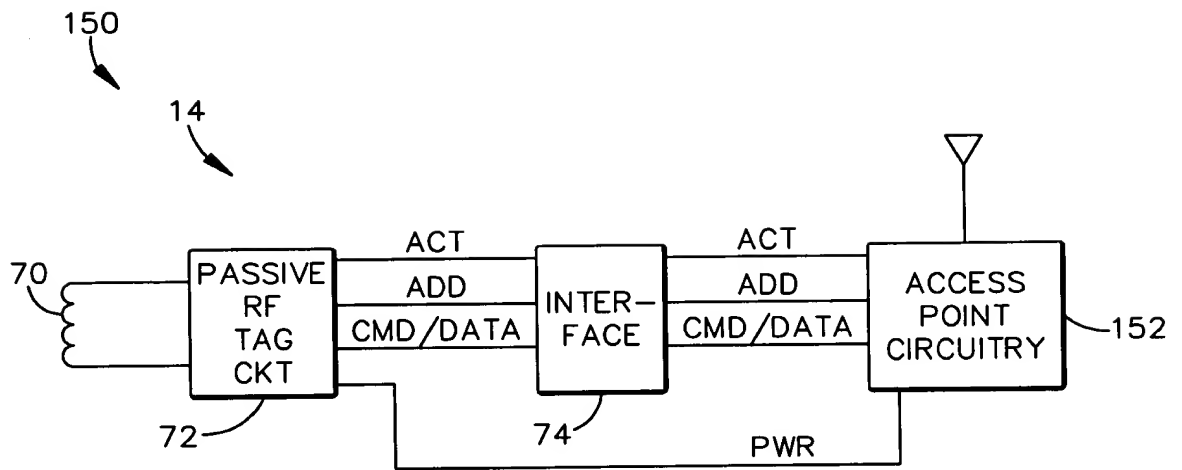 150
14
70
PASSIVE
RF
TAG
CKT
72
ACT
ADD
CMD/DATA
INTER-
FACE
74
ACT
ADD
CMD/DATA
ACCESS
POINT
CIRCUITRY
152
PWR